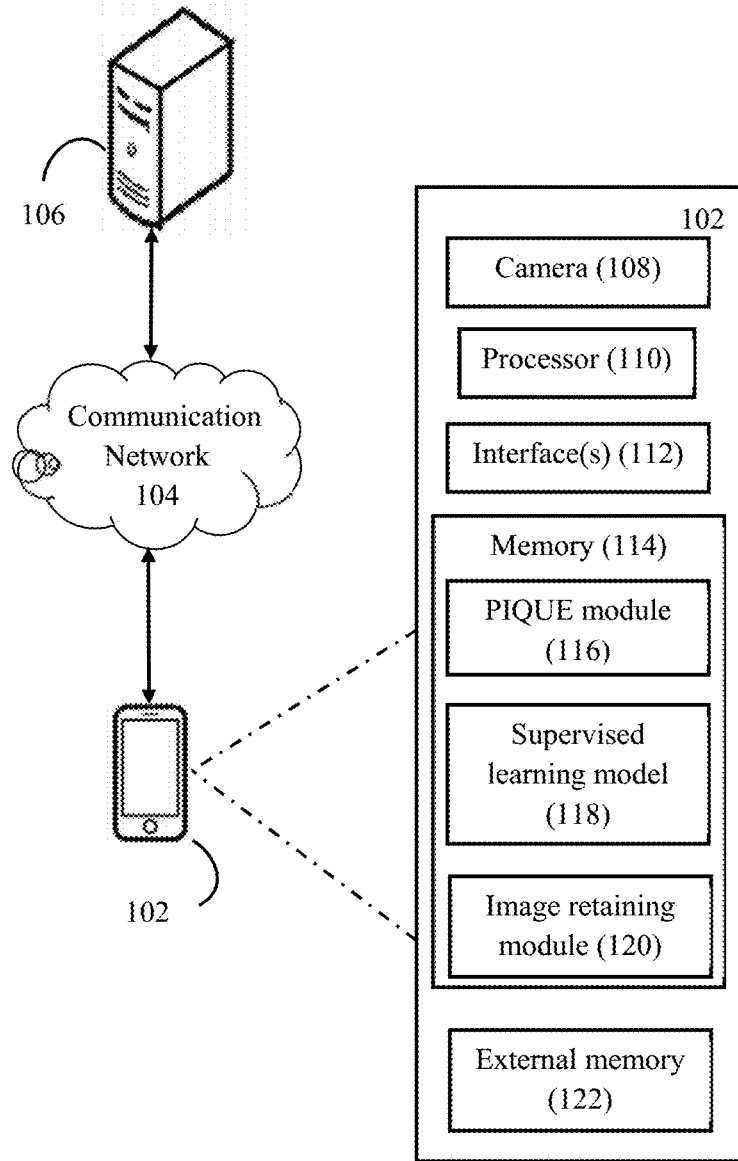 106
Communication
Network
104
102
102
Camera (108)
Processor (110)
Interface(s) (112)
Memory (114)
PIQUE module
(116)
Supervised
learning model
(118)
Image retaining
module (120)
External memory
(122)